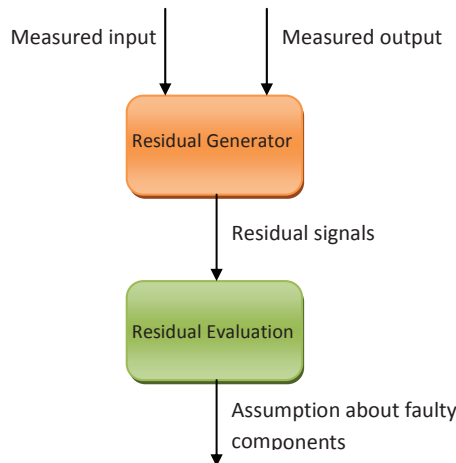 Measured input
Measured output
Residual Generator
Residual signals
Residual Evaluation
Assumption about faulty
components